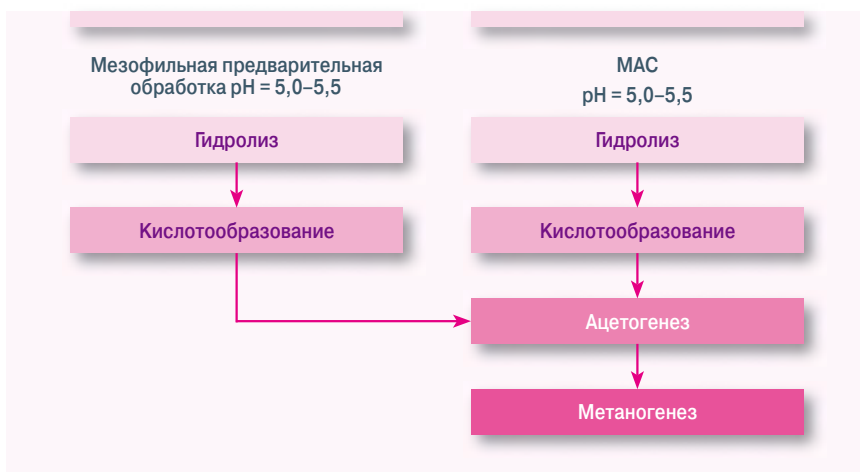 Мезофильная предварительная
обработка pH = 5,0–5,5
МАС
pH = 5,0–5,5
Гидролиз
Гидролиз
Кислотообразование
Кислотообразование
Ацетогенез
Метаногенез